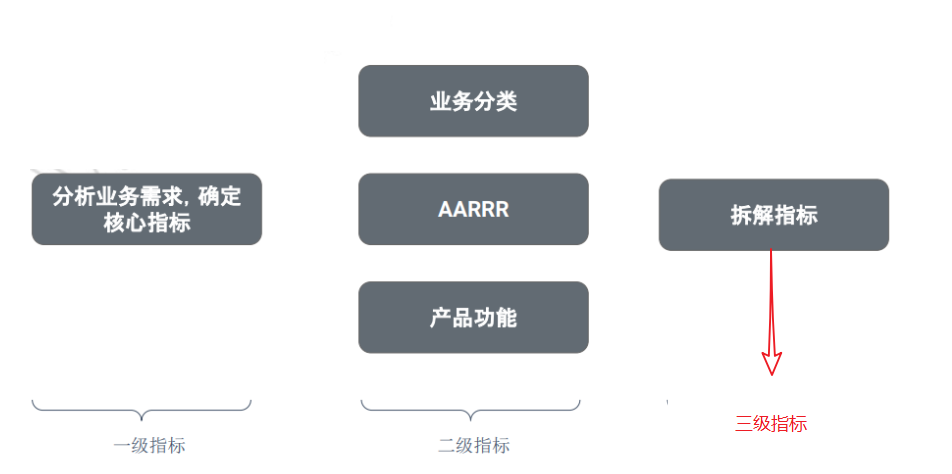 业务分类
分析业务需求,确定
核心指标
AARRR
拆解指标
产品功能
一级指标
二级指标
三级指标